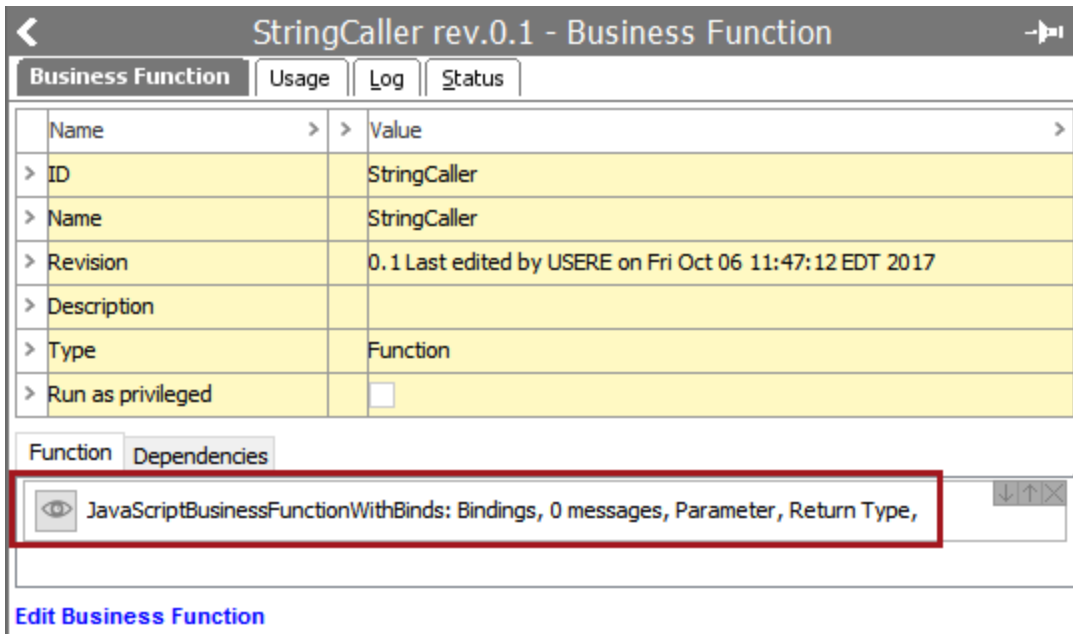 StringCaller rev.0.1 - Business Function
Business Function Usage Log Status
Name > > Value >
> ID StringCaller
> Name StringCaller
> Revision 0.1 Last edited by USERE on Fri Oct 06 11:47:12 EDT 2017
> Description
> Type Function
> Run as privileged
Function Dependencies
JavaScriptBusinessFunctionWithBinds: Bindings, 0 messages, Parameter, Return Type,
Edit Business Function